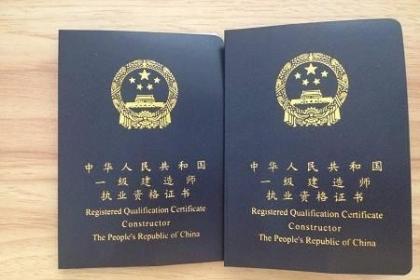 中华人民共和国
一级建造师
执业资格证书
Registered Qualification Certificate
Constructor
The People's Republic of China
中华人民共和国
一级建造师
执业资格证书
Registered Qualification Certificate
Constructor
The People's Republic of China